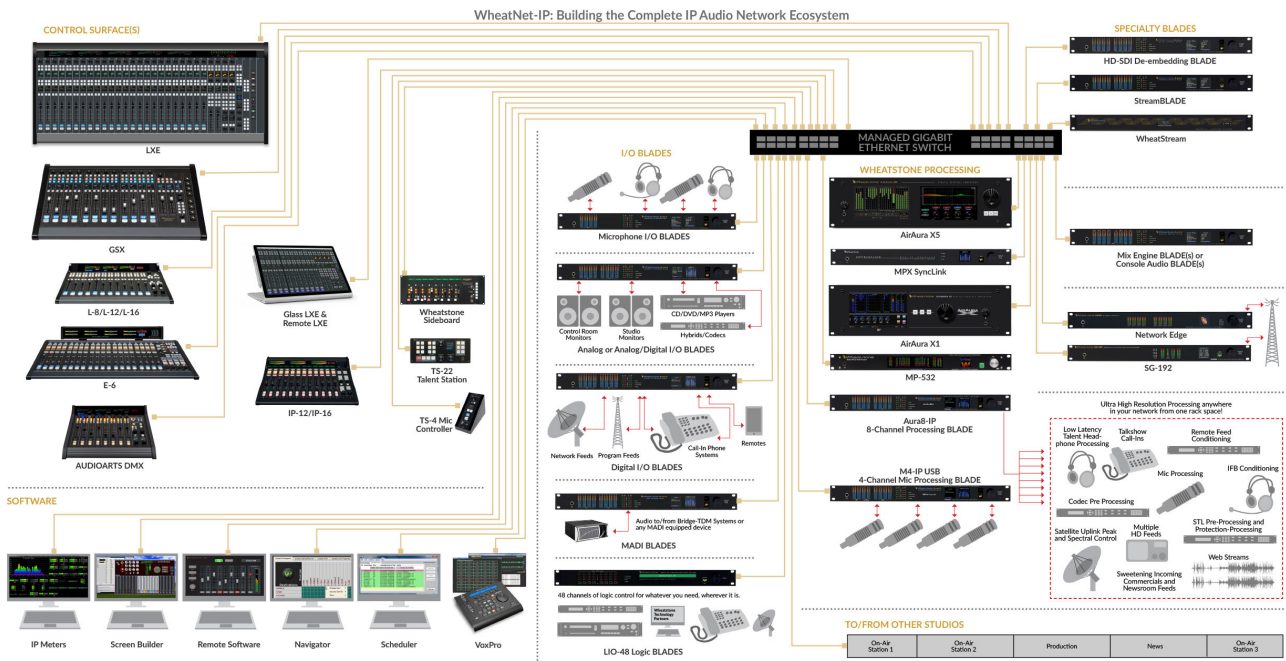 WheatNet-IP: Building the Complete IP Audio Network Ecosystem
CONTROL SURFACE(S)
LXE
GSX
L-8/L-12/L-16
E-6
AUDIOARTS DMX
Glass LXE &
Remote LXE
IP-12/IP-16
Wheatstone
Sideboard
TS-22
Talent Station
TS-4 Mic
Controller
SOFTWARE
IP Meters
Screen Builder
Remote Software
Navigator
Scheduler
VoxPro
I/O BLADES
Microphone I/O BLADES
Control Room
Monitors
Studio
Monitors
CD/DVD/MP3 Players
Hybrids/Codecs
Analog or Analog/Digital I/O BLADES
Network Feeds
Program Feeds
Call-In Phone
Systems
Remotes
Digital I/O BLADES
Audio to/from Bridge-TDM Systems or
any MADI equipped device
MADI BLADES
48 channels of logic control for whatever you need, wherever it is.
Wheatstone
Technology
Partners
LIO-48 Logic BLADES
MANAGED GIGABIT
ETHERNET SWITCH
WHEATSTONE PROCESSING
AirAura X5
MPX SyncLink
AirAura X1
MP-532
Aura8-IP
8-Channel Processing BLADE
M4-IP USB
4-Channel Mic Processing BLADE
SPECIALTY BLADES
HD-SDI De-embedding BLADE
StreamBLADE
WheatStream
Mix Engine BLADE(s) or
Console Audio BLADE(s)
Network Edge
SG-192
Ultra High Resolution Processing anywhere
in your network from one rack space!
Low Latency
Talent Head-
phone Processing
Talkshow
Call-Ins
Remote Feed
Conditioning
Mic Processing
IFB Conditioning
Codec Pre Processing
Satellite Uplink Peak
and Spectral Control
Multiple
HD Feeds
STL Pre-Processing and
Protection-Processing
Web Streams
Sweetening Incoming
Commercials and
Newsroom Feeds
TO/FROM OTHER STUDIOS
On-Air
Station 1
On-Air
Station 2
Production
News
On-Air
Station 3